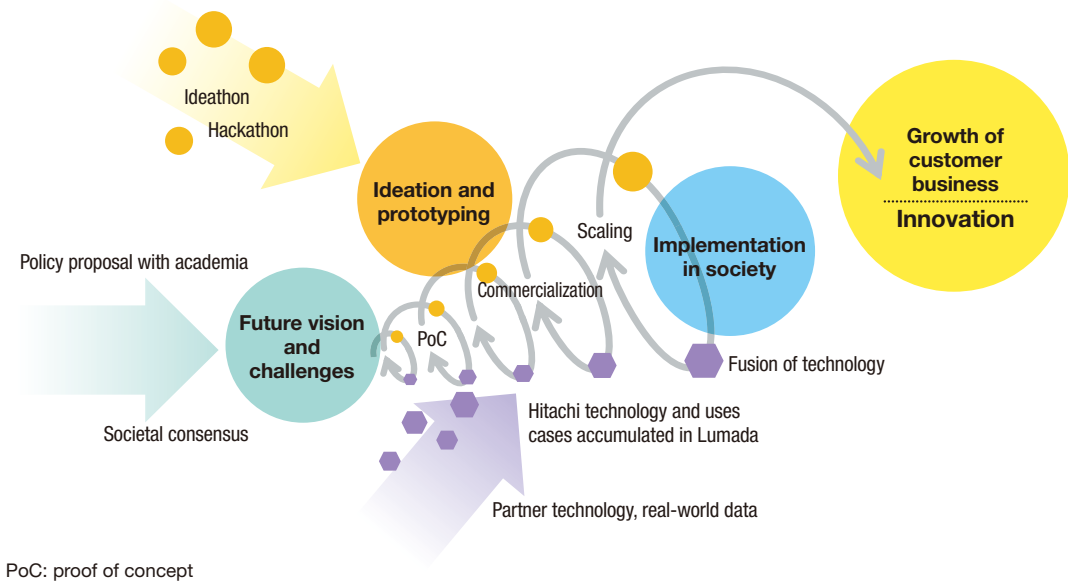 Ideathon
Hackathon
Ideation and
prototyping
Growth of
customer
business
Innovation
Scaling
Implementation
in society
Policy proposal with academia
Commercialization
Future vision
and
challenges
PoC
Fusion of technology
Societal consensus
Hitachi technology and uses
cases accumulated in Lumada
Partner technology, real-world data
PoC: proof of concept